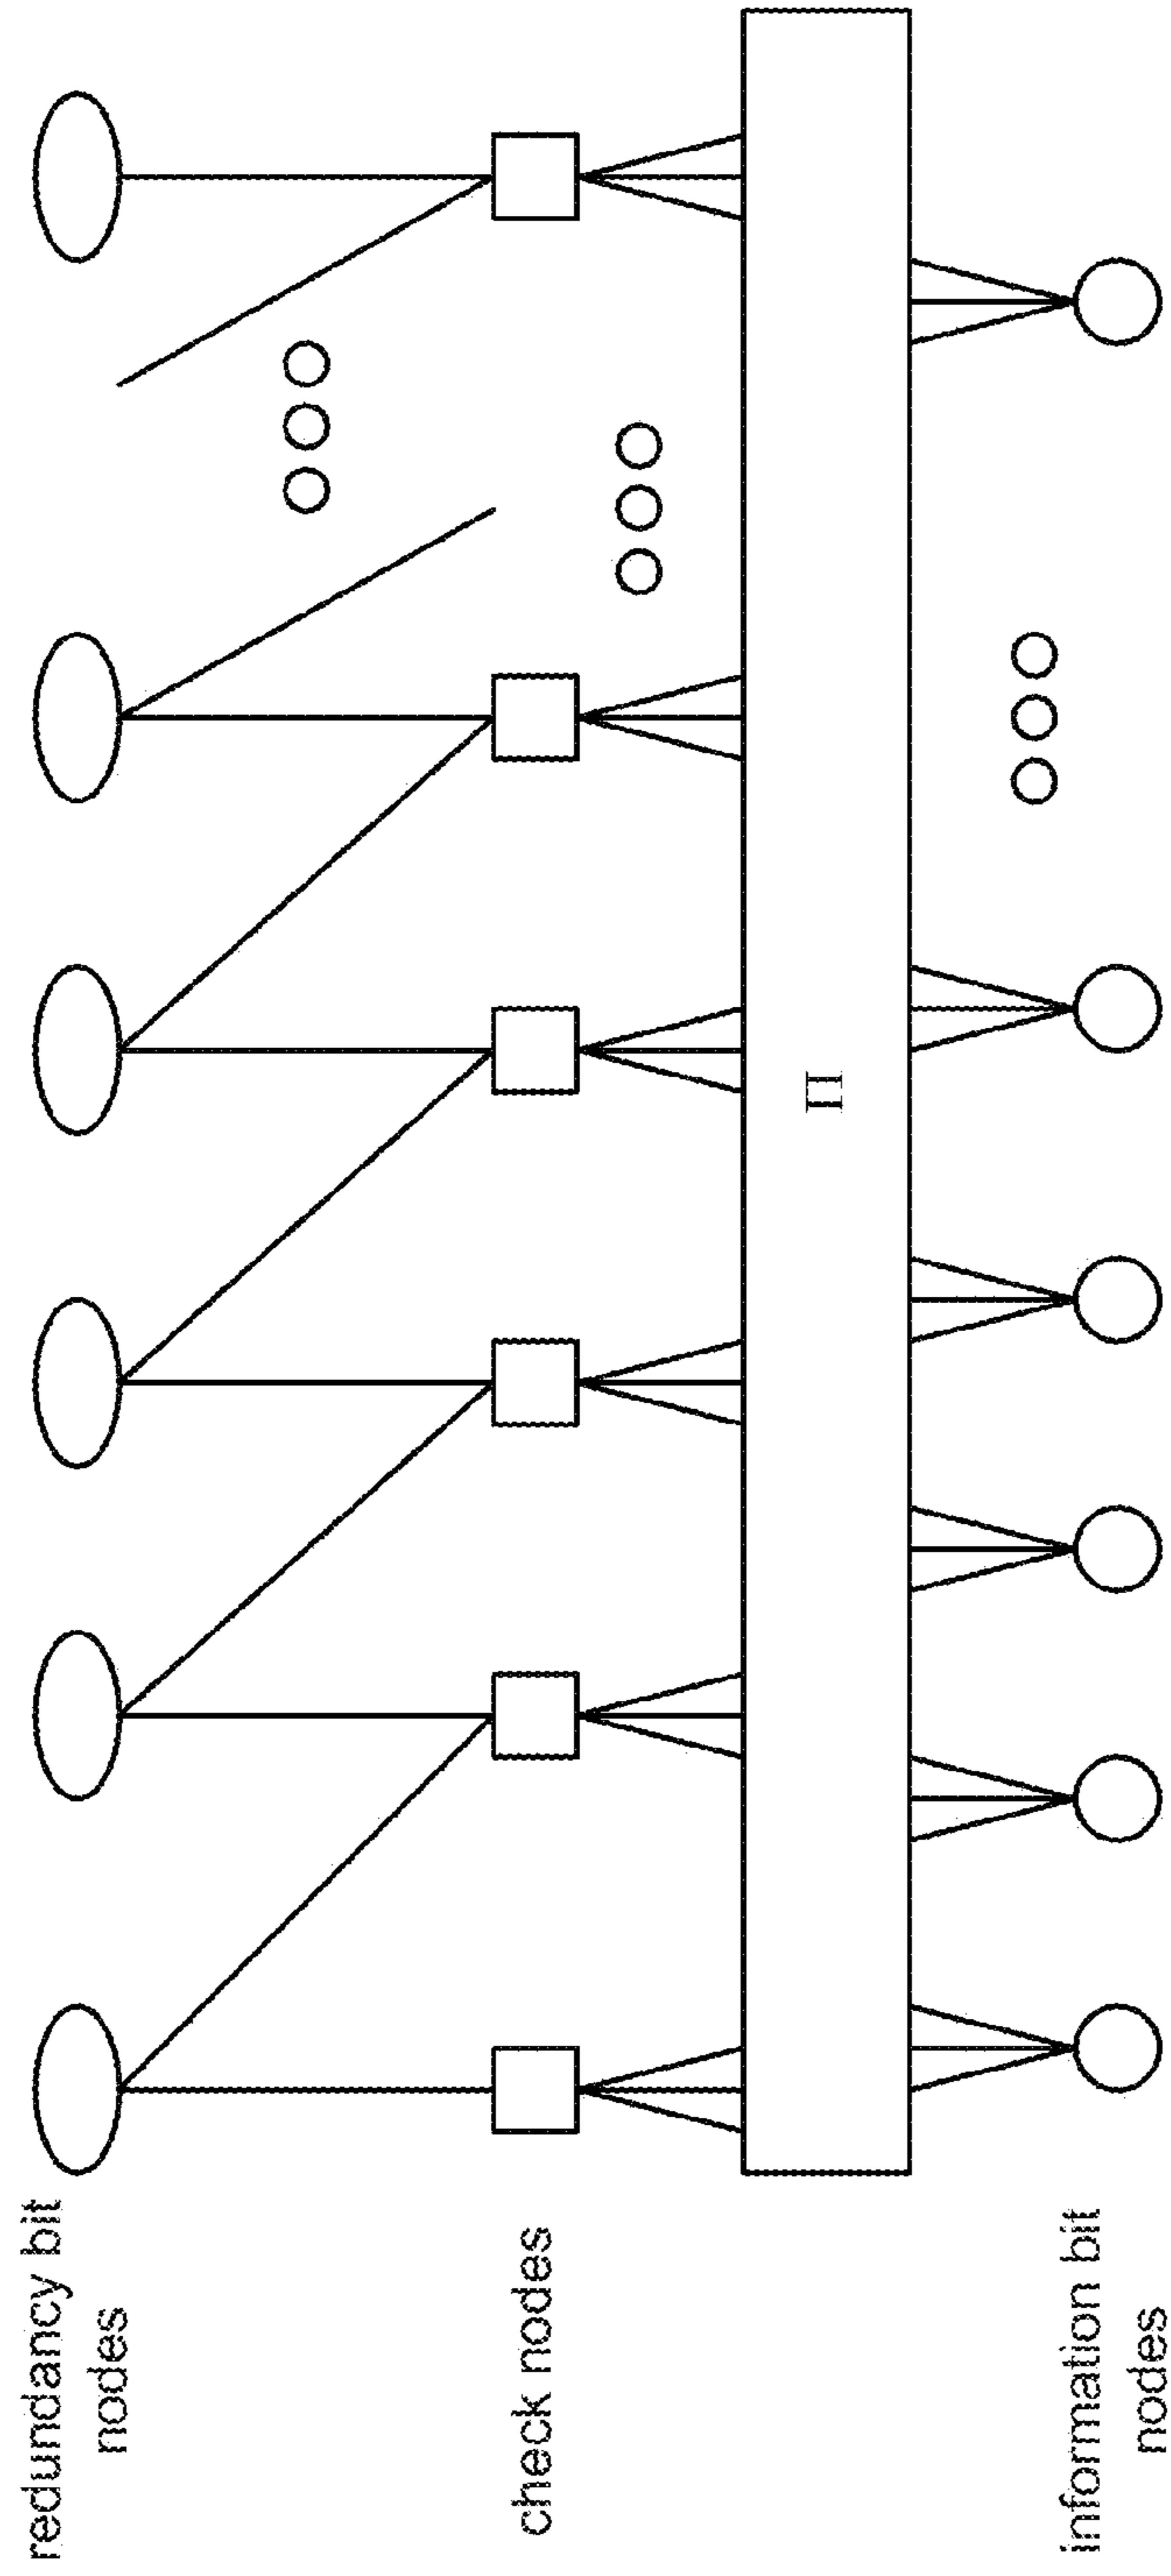 redundancy bit
nodes
check nodes
Π
information bit
nodes